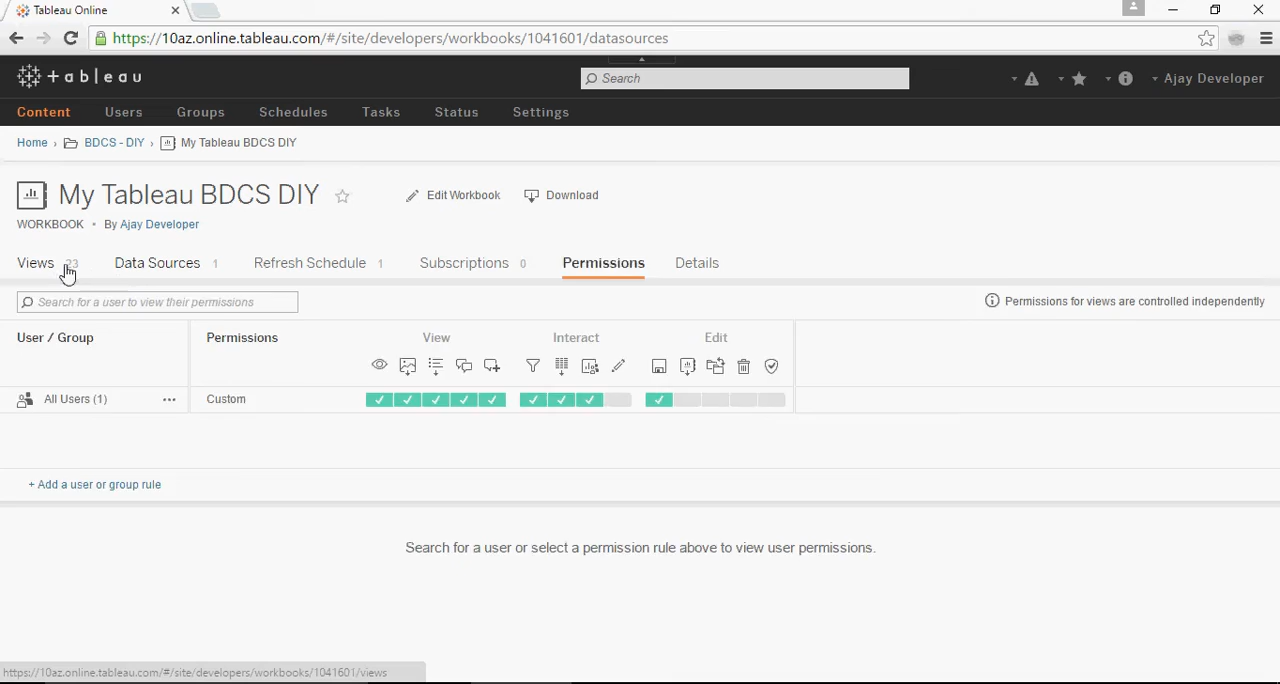 Tableau Online
https://10az.online.tableau.com/#/site/developers/workbooks/1041601/datasources
+ableau
Search
Ajay Developer
Content Users Groups Schedules Tasks Status Settings
Home › BDCS - DIY › My Tableau BDCS DIY
My Tableau BDCS DIY
Edit Workbook Download
WORKBOOK • By Ajay Developer
Views 23 Data Sources 1 Refresh Schedule 1 Subscriptions 0 Permissions Details
Search for a user to view their permissions
Permissions for views are controlled independently
User / Group Permissions View Interact Edit
All Users (1) ... Custom
+ Add a user or group rule
Search for a user or select a permission rule above to view user permissions.
https://10az.online.tableau.com/#/site/developers/workbooks/1041601/views